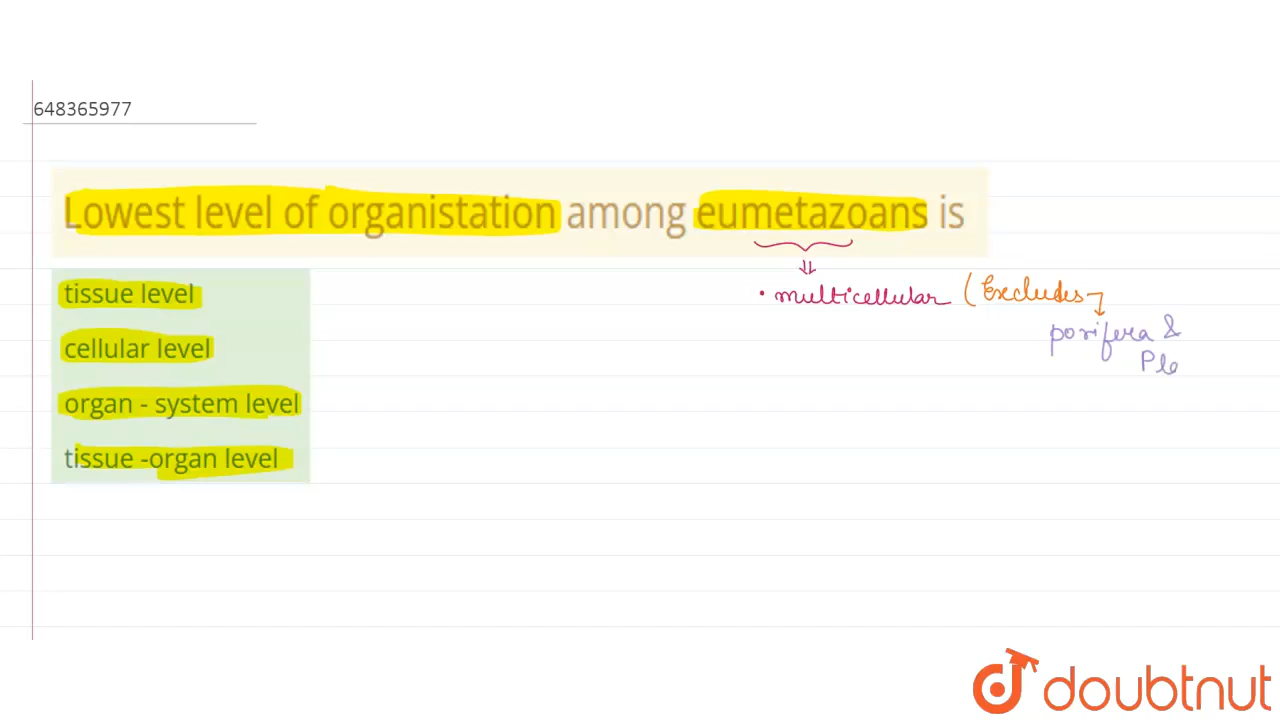 648365977
Lowest level of organistation among eumetazoans is
tissue level
cellular level
organ - system level
tissue -organ level
⇓
• multicellular (Excludes
porifera &
Pla
doubtnut